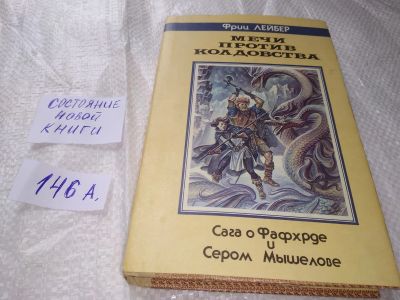 Фриц ЛЕЙБЕР
МЕЧИ
ПРОТИВ
КОЛДОВСТВА
Сага о Фафхрде
и
Сером Мышелове
СОСТОЯНИЕ
НОВОЙ
КНИГИ
146 А,